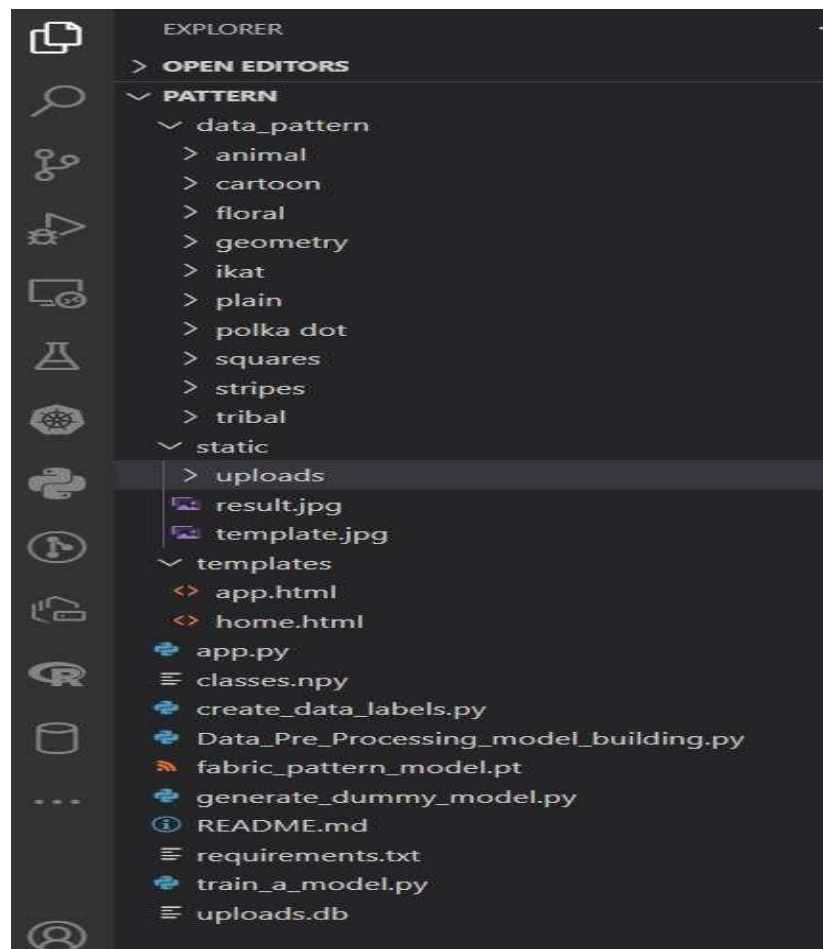 EXPLORER
OPEN EDITORS
PATTERN
data_pattern
animal
cartoon
floral
geometry
ikat
plain
polka dot
squares
stripes
tribal
static
uploads
result.jpg
template.jpg
templates
<> app.html
<> home.html
app.py
classes.npy
create_data_labels.py
Data_Pre_Processing_model_building.py
fabric_pattern_model.pt
generate_dummy_model.py
README.md
requirements.txt
train_a_model.py
uploads.db
R